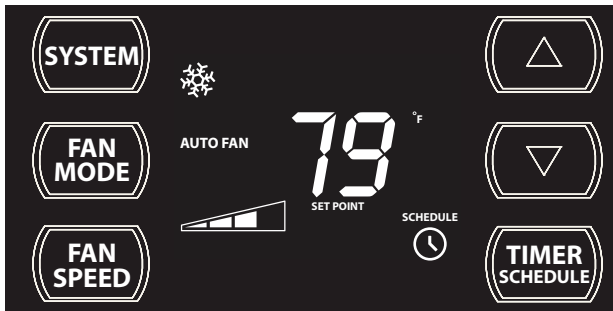 SYSTEM
AUTO FAN
79 °F
SET POINT
SCHEDULE
FAN
MODE
FAN
SPEED
TIMER
SCHEDULE